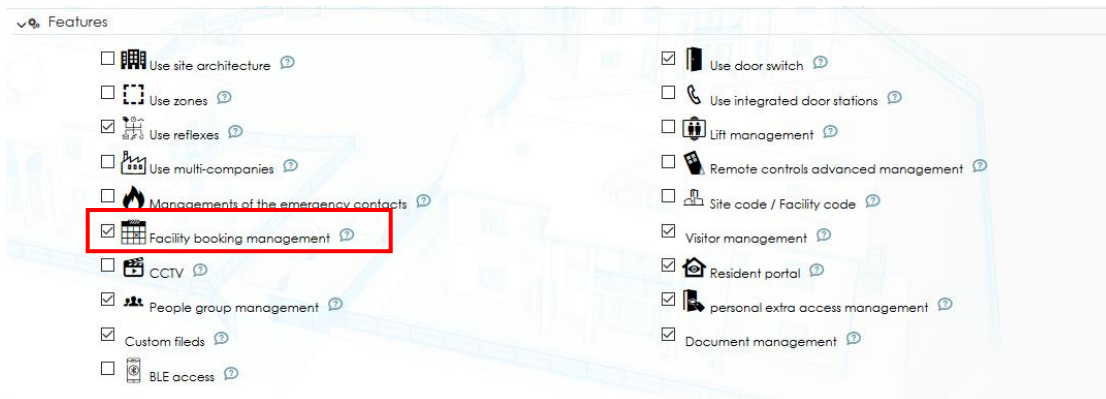 Features
Use site architecture
Use zones
Use reflexes
Use multi-companies
Managements of the emergency contacts
Facility booking management
CCTV
People group management
Custom fileds
BLE access
Use door switch
Use integrated door stations
Lift management
Remote controls advanced management
Site code / Facility code
Visitor management
Resident portal
personal extra access management
Document management